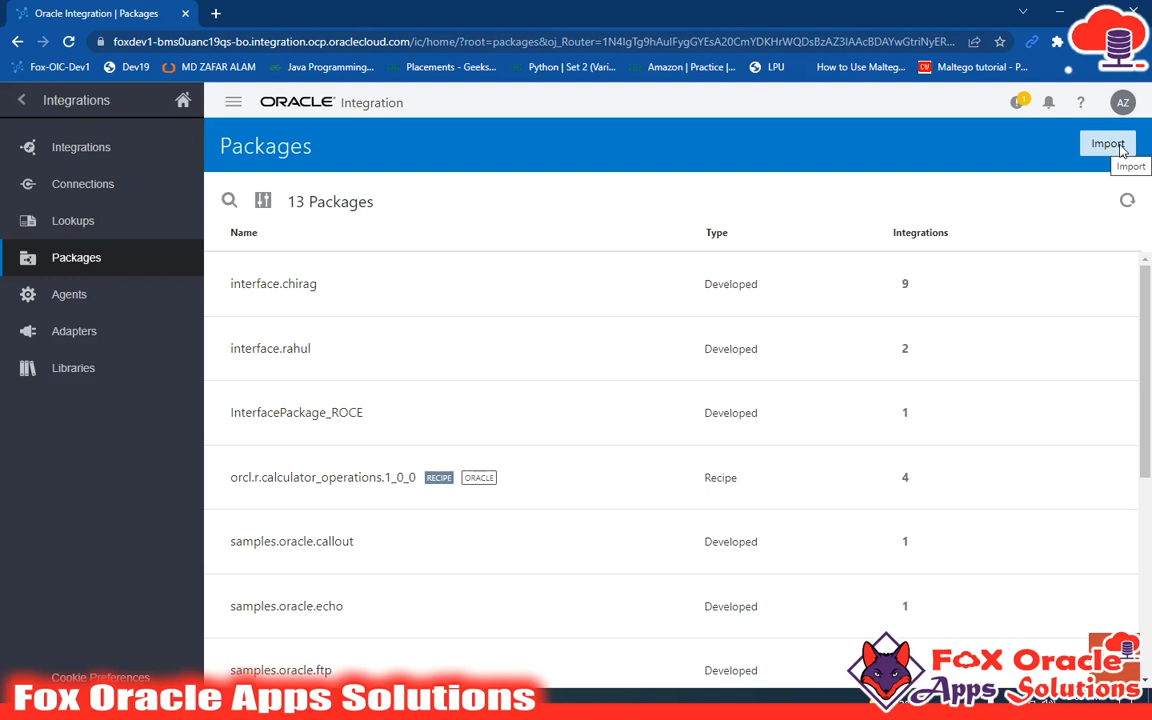 Oracle Integration | Packages
foxdev1-bms0uanc19qs-bo.integration.ocp.oraclecloud.com/ic/home/?root=packages&oj_Router=1N4IgTg9hAulFygGYEsA20CmYDKHrWQDsBzAZ3IAAcBDAYwGtriNyER...
Fox-OIC-Dev1 Dev19 MD ZAFAR ALAM Java Programming... Placements - Geeks... Python | Set 2 (Vari... Amazon | Practice |... LPU How to Use Malteg... Maltego tutorial - P...
Integrations
ORACLE Integration
1
AZ
Integrations
Connections
Lookups
Packages
Agents
Adapters
Libraries
Cookie Preferences
Packages
Import
Import
13 Packages
Name Type Integrations
interface.chirag Developed 9
interface.rahul Developed 2
InterfacePackage_ROCE Developed 1
orcl.r.calculator_operations.1_0_0 RECIPE ORACLE Recipe 4
samples.oracle.callout Developed 1
samples.oracle.echo Developed 1
samples.oracle.ftp Developed
Fox Oracle Apps Solutions
FOX Oracle
Apps Solutions